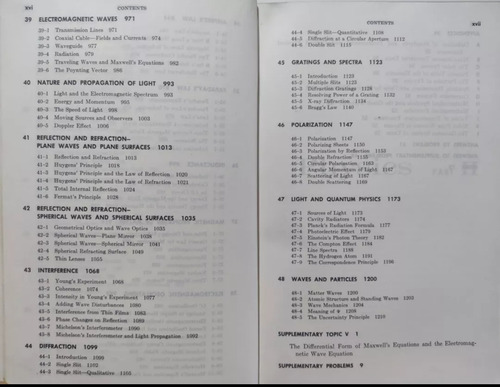 xvi CONTENTS
39 ELECTROMAGNETIC WAVES 971
39-1 Transmission Lines 971
39-2 Coaxial Cable—Fields and Currents 974
39-3 Waveguide 977
39-4 Radiation 979
39-5 Traveling Waves and Maxwell's Equations 982
39-6 The Poynting Vector 986
40 NATURE AND PROPAGATION OF LIGHT 993
40-1 Light and the Electromagnetic Spectrum 993
40-2 Energy and Momentum 995
40-3 The Speed of Light 998
40-4 Moving Sources and Observers 1003
40-5 Doppler Effect 1006
41 REFLECTION AND REFRACTION—
PLANE WAVES AND PLANE SURFACES 1013
41-1 Reflection and Refraction 1013
41-2 Huygens' Principle 1018
41-3 Huygens' Principle and the Law of Reflection 1020
41-4 Huygens' Principle and the Law of Refraction 1021
41-5 Total Internal Reflection 1024
41-6 Fermat's Principle 1028
42 REFLECTION AND REFRACTION—
SPHERICAL WAVES AND SPHERICAL SURFACES 1035
42-1 Geometrical Optics and Wave Optics 1035
42-2 Spherical Waves—Plane Mirror 1038
42-3 Spherical Waves—Spherical Mirror 1041
42-4 Spherical Refracting Surface 1049
42-5 Thin Lenses 1055
43 INTERFERENCE 1068
43-1 Young's Experiment 1068
43-2 Coherence 1074
43-3 Intensity in Young's Experiment 1077
43-4 Adding Wave Disturbances 1080
43-5 Interference from Thin Films 1083
43-6 Phase Changes on Reflection 1089
43-7 Michelson's Interferometer 1090
43-8 Michelson's Interferometer and Light Propagation 1092
44 DIFFRACTION 1099
44-1 Introduction 1099
44-2 Single Slit 1102
44-3 Single Slit—Qualitative 1105
CONTENTS xvii
44-4 Single Slit—Quantitative 1108
44-5 Diffraction at a Circular Aperture 1112
44-6 Double Slit 1115
45 GRATINGS AND SPECTRA 1123
45-1 Introduction 1123
45-2 Multiple Slits 1123
45-3 Diffraction Gratings 1128
45-4 Resolving Power of a Grating 1132
45-5 X-ray Diffraction 1138
45-6 Bragg's Law 1140
46 POLARIZATION 1147
46-1 Polarization 1147
46-2 Polarizing Sheets 1150
46-3 Polarization by Reflection 1153
46-4 Double Refraction 1155
46-5 Circular Polarization 1163
46-6 Angular Momentum of Light 1167
46-7 Scattering of Light 1167
46-8 Double Scattering 1169
47 LIGHT AND QUANTUM PHYSICS 1173
47-1 Sources of Light 1173
47-2 Cavity Radiators 1174
47-3 Planck's Radiation Formula 1177
47-4 Photoelectric Effect 1179
47-5 Einstein's Photon Theory 1182
47-6 The Compton Effect 1184
47-7 Line Spectra 1188
47-8 The Hydrogen Atom 1191
47-9 The Correspondence Principle 1196
48 WAVES AND PARTICLES 1200
48-1 Matter Waves 1200
48-2 Atomic Structure and Standing Waves 1203
48-3 Wave Mechanics 1204
48-4 Meaning of Ψ 1208
48-5 The Uncertainty Principle 1210
SUPPLEMENTARY TOPIC V 1
The Differential Form of Maxwell's Equations and the Electromag-
netic Wave Equation
SUPPLEMENTARY PROBLEMS 9